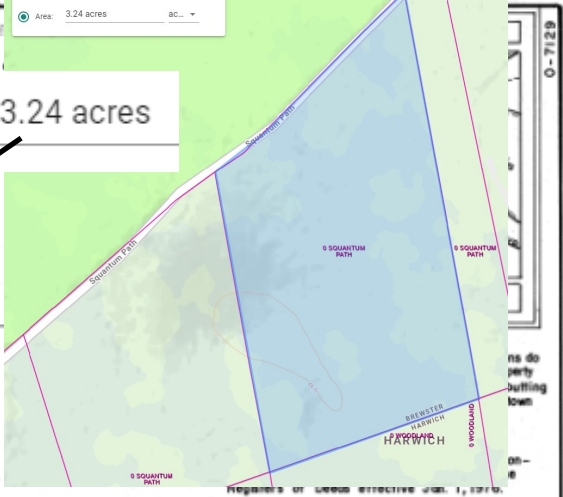 Area: 3.24 acres ac...
O-7129
3.24 acres
Squantum Path
Squantum Path
0 SQUANTUM
PATH
0 SQUANTUM
PATH
ns do
perty
butting
down
BREWSTER
HARWICH
0 WOODLAND
HARWICH
0 WOODLAND
on-
e
0 SQUANTUM
PATH
Registers of Deeds effective Jan. 1, 1976.